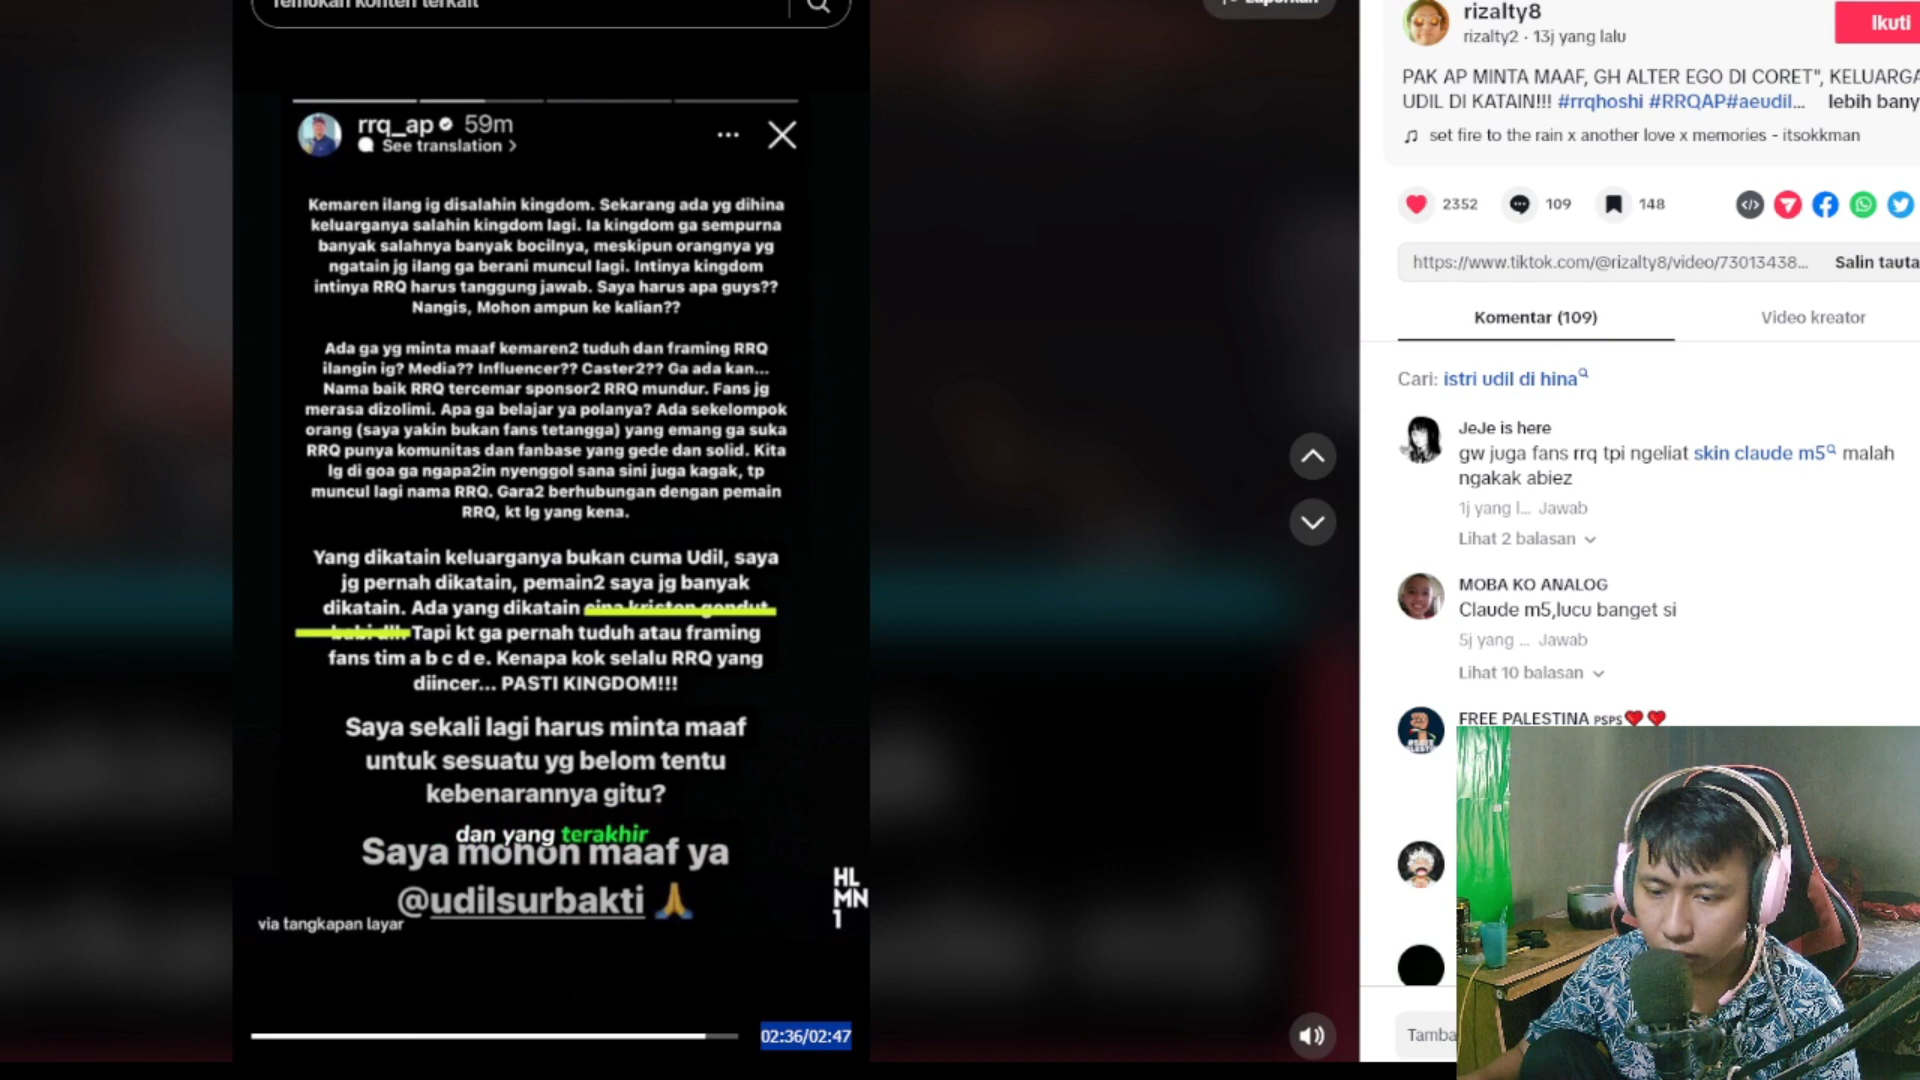 Temukan konten terkait
Laporkan
rrq_ap 59m
See translation >
Kemaren ilang ig disalahin kingdom. Sekarang ada yg dihina
keluarganya salahin kingdom lagi. Ia kingdom ga sempurna
banyak salahnya banyak bocilnya, meskipun orangnya yg
ngatain jg ilang ga berani muncul lagi. Intinya kingdom
intinya RRQ harus tanggung jawab. Saya harus apa guys??
Nangis, Mohon ampun ke kalian??
Ada ga yg minta maaf kemaren2 tuduh dan framing RRQ
ilangin ig? Media?? Influencer?? Caster2?? Ga ada kan...
Nama baik RRQ tercemar sponsor2 RRQ mundur. Fans jg
merasa dizolimi. Apa ga belajar ya polanya? Ada sekelompok
orang (saya yakin bukan fans tetangga) yang emang ga suka
RRQ punya komunitas dan fanbase yang gede dan solid. Kita
lg di goa ga ngapa2in nyenggol sana sini juga kagak, tp
muncul lagi nama RRQ. Gara2 berhubungan dengan pemain
RRQ, kt lg yang kena.
Yang dikatain keluarganya bukan cuma Udil, saya
jg pernah dikatain, pemain2 saya jg banyak
dikatain. Ada yang dikatain
Tapi kt ga pernah tuduh atau framing
fans tim a b c d e. Kenapa kok selalu RRQ yang
diincer... PASTI KINGDOM!!!
Saya sekali lagi harus minta maaf
untuk sesuatu yg belom tentu
kebenarannya gitu?
dan yang terakhir
Saya mohon maaf ya
@udilsurbakti
via tangkapan layar
HL
MN
1
02:36/02:47
rizalty8
rizalty2 · 13j yang lalu
Ikuti
PAK AP MINTA MAAF, GH ALTER EGO DI CORET", KELUARGA
UDIL DI KATAIN!!! #rrqhoshi #RRQAP#aeudil... lebih bany
set fire to the rain x another love x memories - itsokkman
2352 109 148
https://www.tiktok.com/@rizalty8/video/73013438... Salin tauta
Komentar (109) Video kreator
Cari: istri udil di hina
JeJe is here
gw juga fans rrq tpi ngeliat skin claude m5 malah
ngakak abiez
1j yang l... Jawab
Lihat 2 balasan
MOBA KO ANALOG
Claude m5,lucu banget si
5j yang ... Jawab
Lihat 10 balasan
FREE PALESTINA PSPS
Tamba